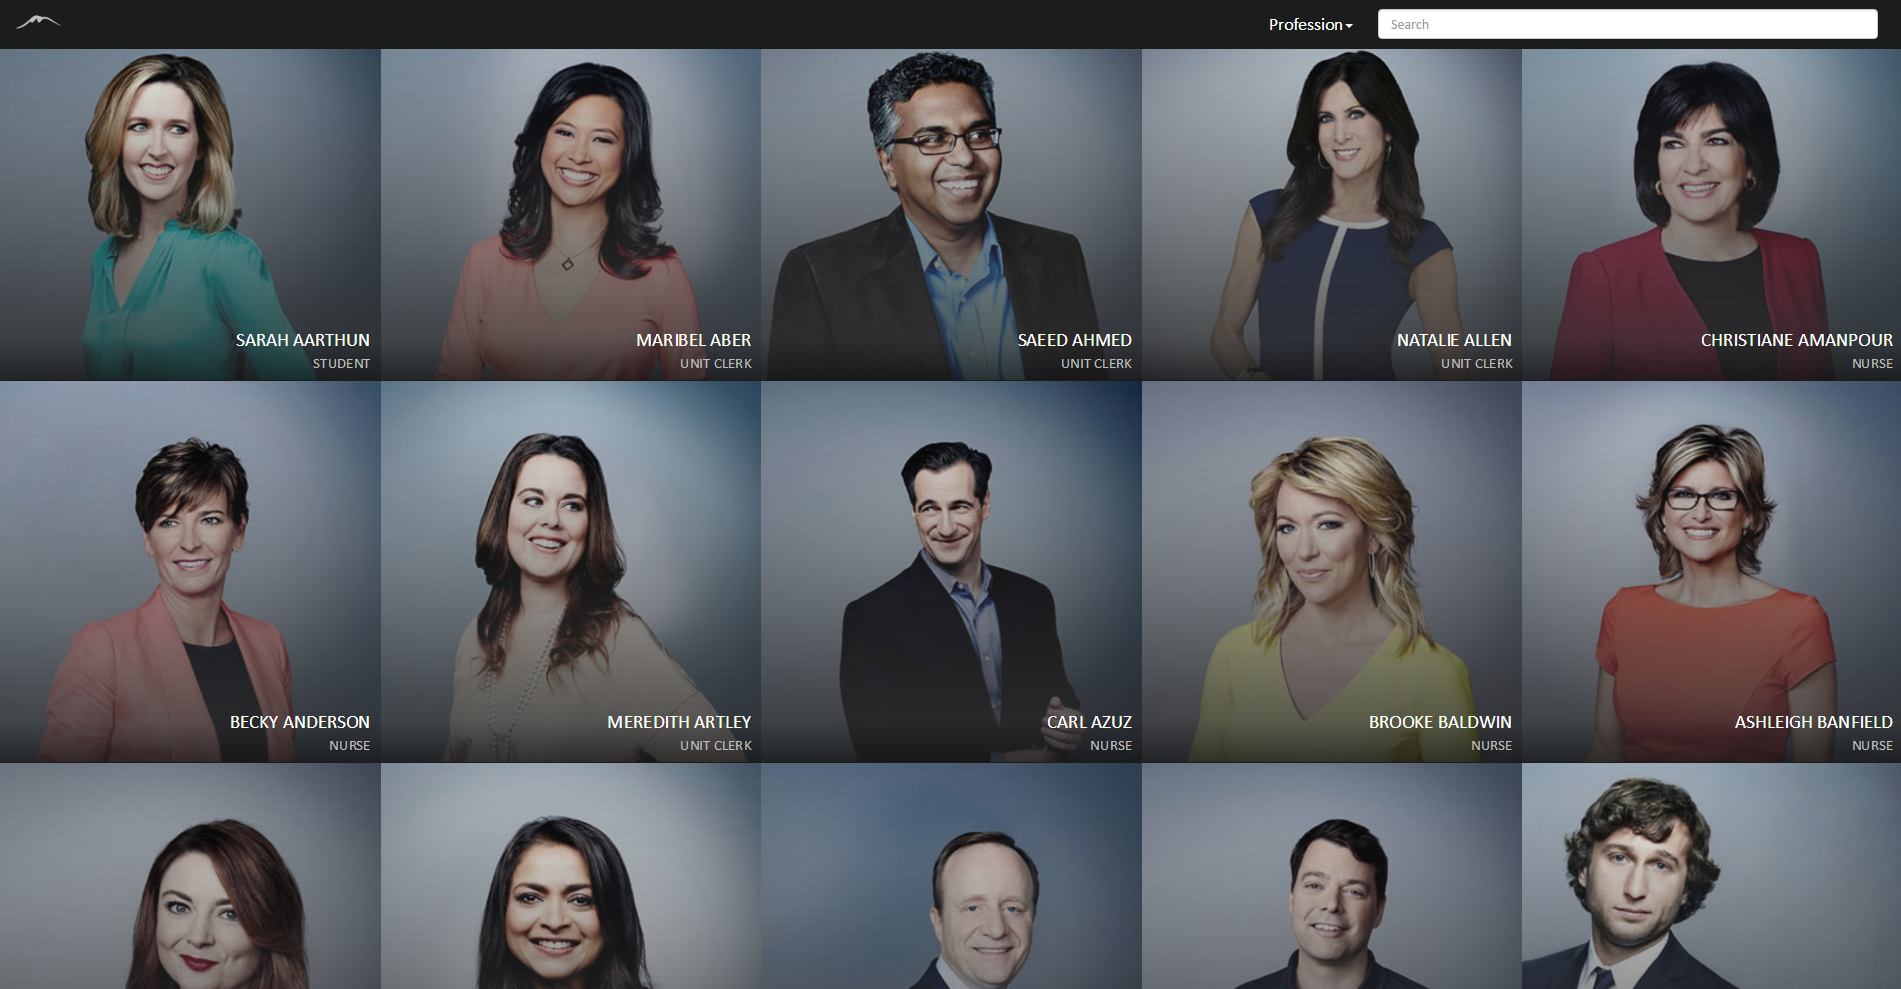 Profession
Search
SARAH AARTHUN
STUDENT
MARIBEL ABER
UNIT CLERK
SAEED AHMED
UNIT CLERK
NATALIE ALLEN
UNIT CLERK
CHRISTIANE AMANPOUR
NURSE
BECKY ANDERSON
NURSE
MEREDITH ARTLEY
UNIT CLERK
CARL AZUZ
NURSE
BROOKE BALDWIN
NURSE
ASHLEIGH BANFIELD
NURSE